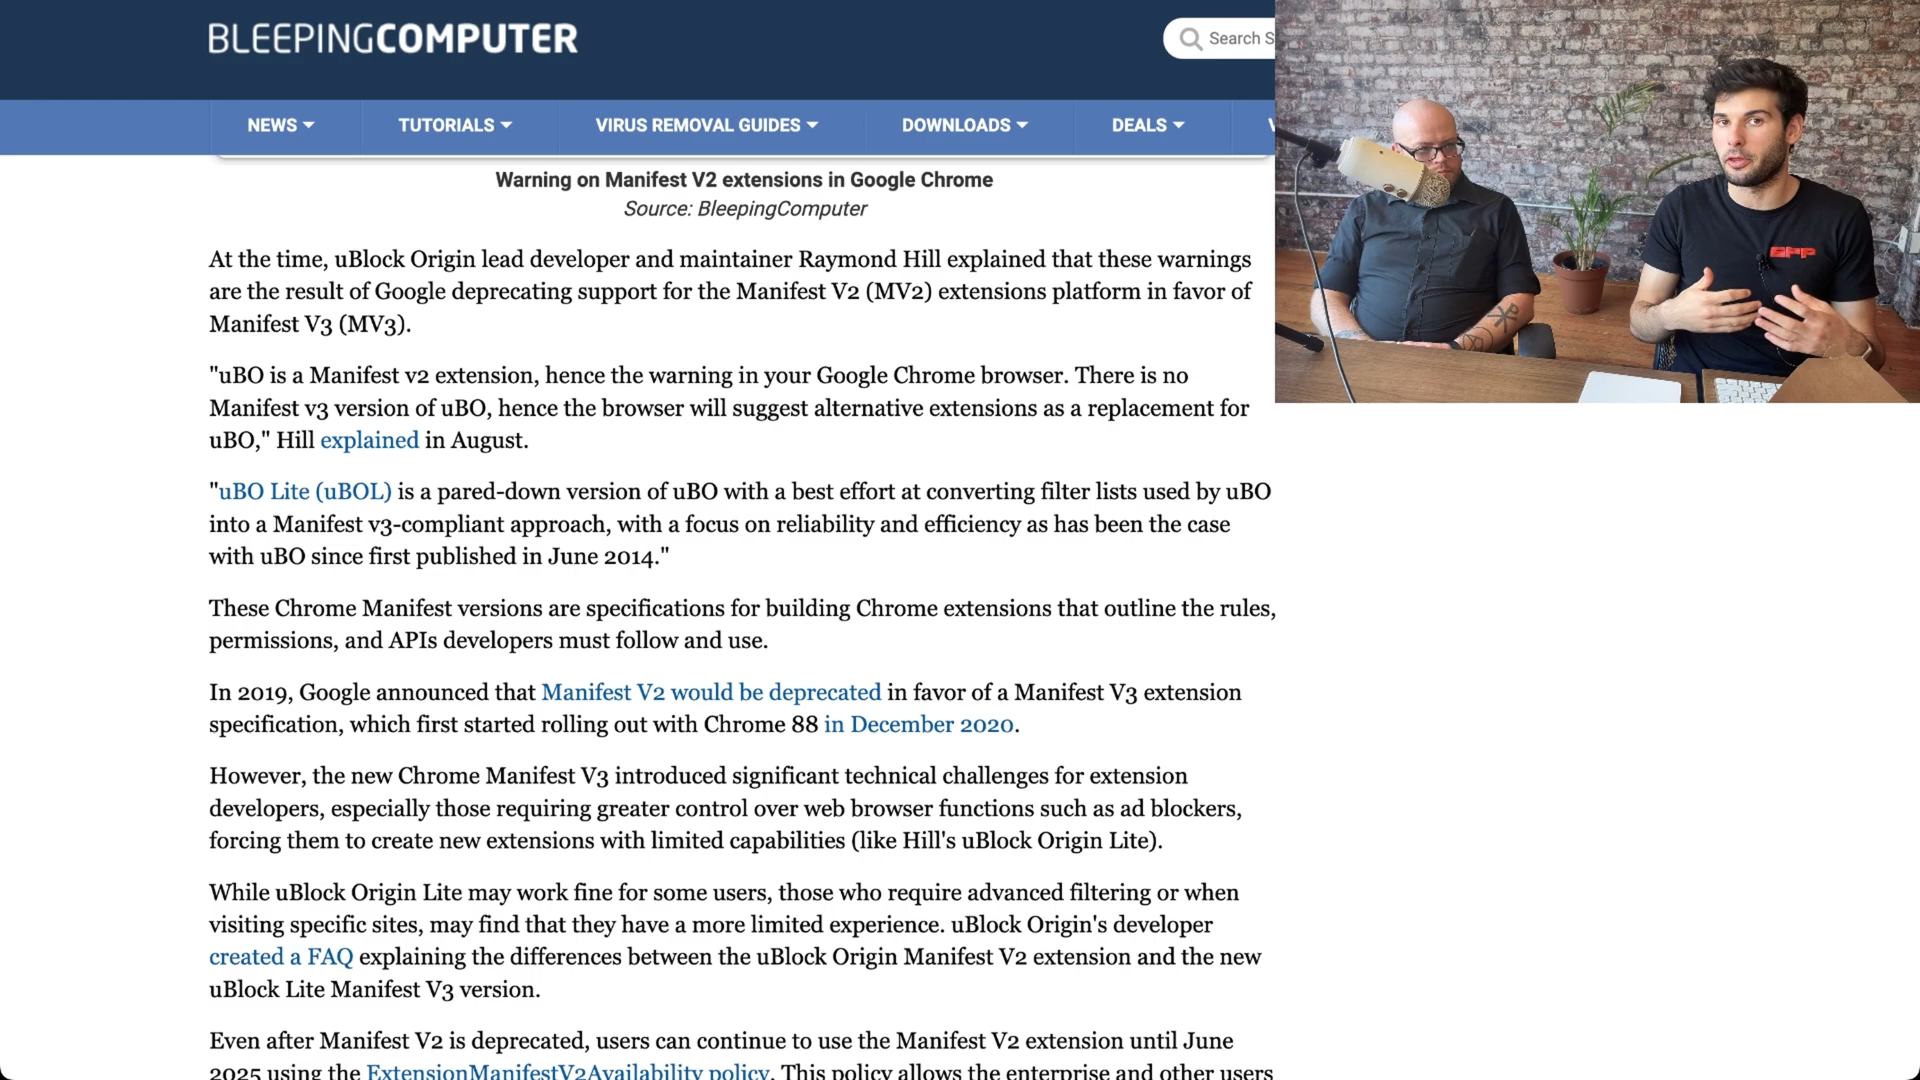 BLEEPINGCOMPUTER
Search S
NEWS
TUTORIALS
VIRUS REMOVAL GUIDES
DOWNLOADS
DEALS
Warning on Manifest V2 extensions in Google Chrome
Source: BleepingComputer
At the time, uBlock Origin lead developer and maintainer Raymond Hill explained that these warnings
are the result of Google deprecating support for the Manifest V2 (MV2) extensions platform in favor of
Manifest V3 (MV3).
"uBO is a Manifest v2 extension, hence the warning in your Google Chrome browser. There is no
Manifest v3 version of uBO, hence the browser will suggest alternative extensions as a replacement for
uBO," Hill explained in August.
"uBO Lite (uBOL) is a pared-down version of uBO with a best effort at converting filter lists used by uBO
into a Manifest v3-compliant approach, with a focus on reliability and efficiency as has been the case
with uBO since first published in June 2014."
These Chrome Manifest versions are specifications for building Chrome extensions that outline the rules,
permissions, and APIs developers must follow and use.
In 2019, Google announced that Manifest V2 would be deprecated in favor of a Manifest V3 extension
specification, which first started rolling out with Chrome 88 in December 2020.
However, the new Chrome Manifest V3 introduced significant technical challenges for extension
developers, especially those requiring greater control over web browser functions such as ad blockers,
forcing them to create new extensions with limited capabilities (like Hill's uBlock Origin Lite).
While uBlock Origin Lite may work fine for some users, those who require advanced filtering or when
visiting specific sites, may find that they have a more limited experience. uBlock Origin's developer
created a FAQ explaining the differences between the uBlock Origin Manifest V2 extension and the new
uBlock Lite Manifest V3 version.
Even after Manifest V2 is deprecated, users can continue to use the Manifest V2 extension until June
2025 using the ExtensionManifestV2Availability policy. This policy allows the enterprise and other users